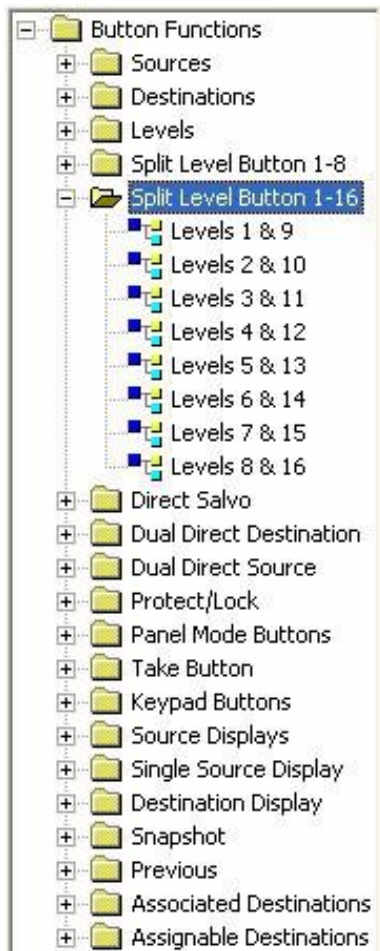 Button Functions
Sources
Destinations
Levels
Split Level Button 1-8
Split Level Button 1-16
Levels 1 & 9
Levels 2 & 10
Levels 3 & 11
Levels 4 & 12
Levels 5 & 13
Levels 6 & 14
Levels 7 & 15
Levels 8 & 16
Direct Salvo
Dual Direct Destination
Dual Direct Source
Protect/Lock
Panel Mode Buttons
Take Button
Keypad Buttons
Source Displays
Single Source Display
Destination Display
Snapshot
Previous
Associated Destinations
Assignable Destinations